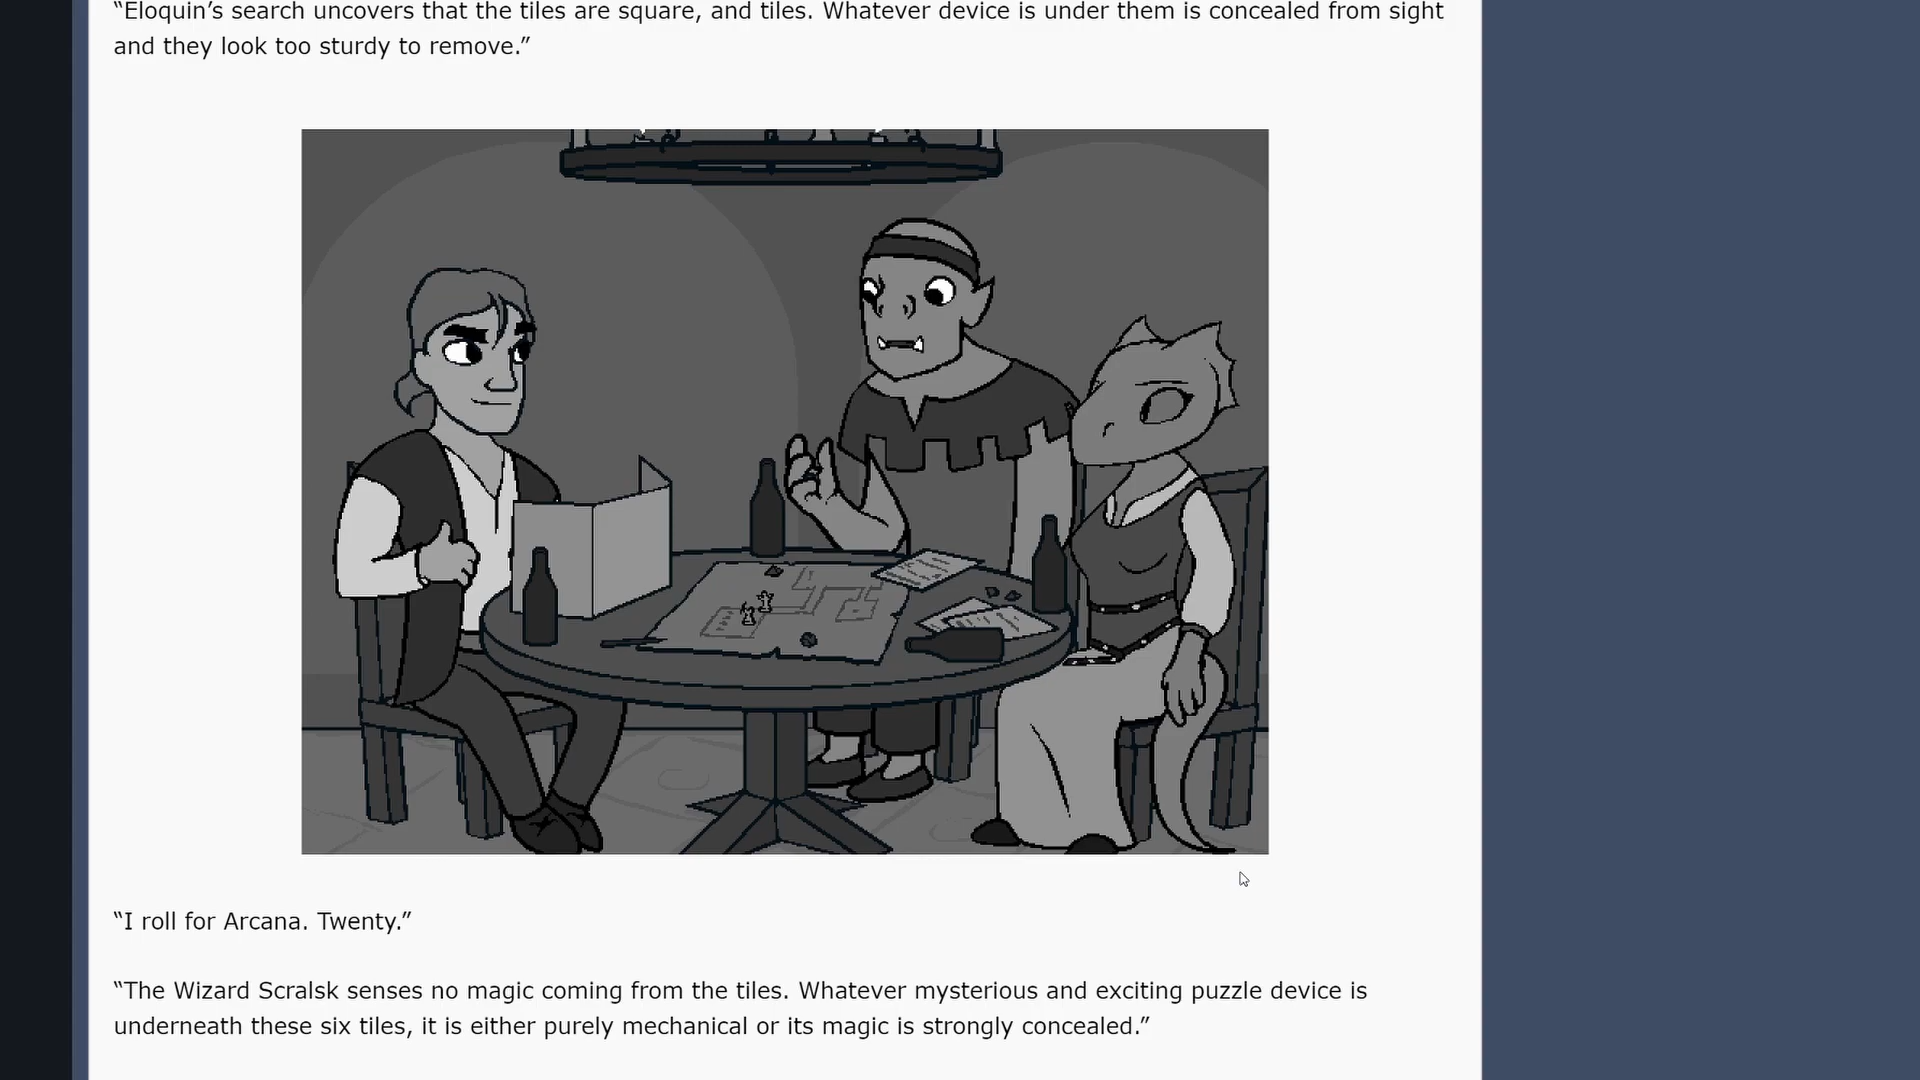 “Eloquin’s search uncovers that the tiles are square, and tiles. Whatever device is under them is concealed from sight
and they look too sturdy to remove.”
“I roll for Arcana. Twenty.”
“The Wizard Scralsk senses no magic coming from the tiles. Whatever mysterious and exciting puzzle device is
underneath these six tiles, it is either purely mechanical or its magic is strongly concealed.”